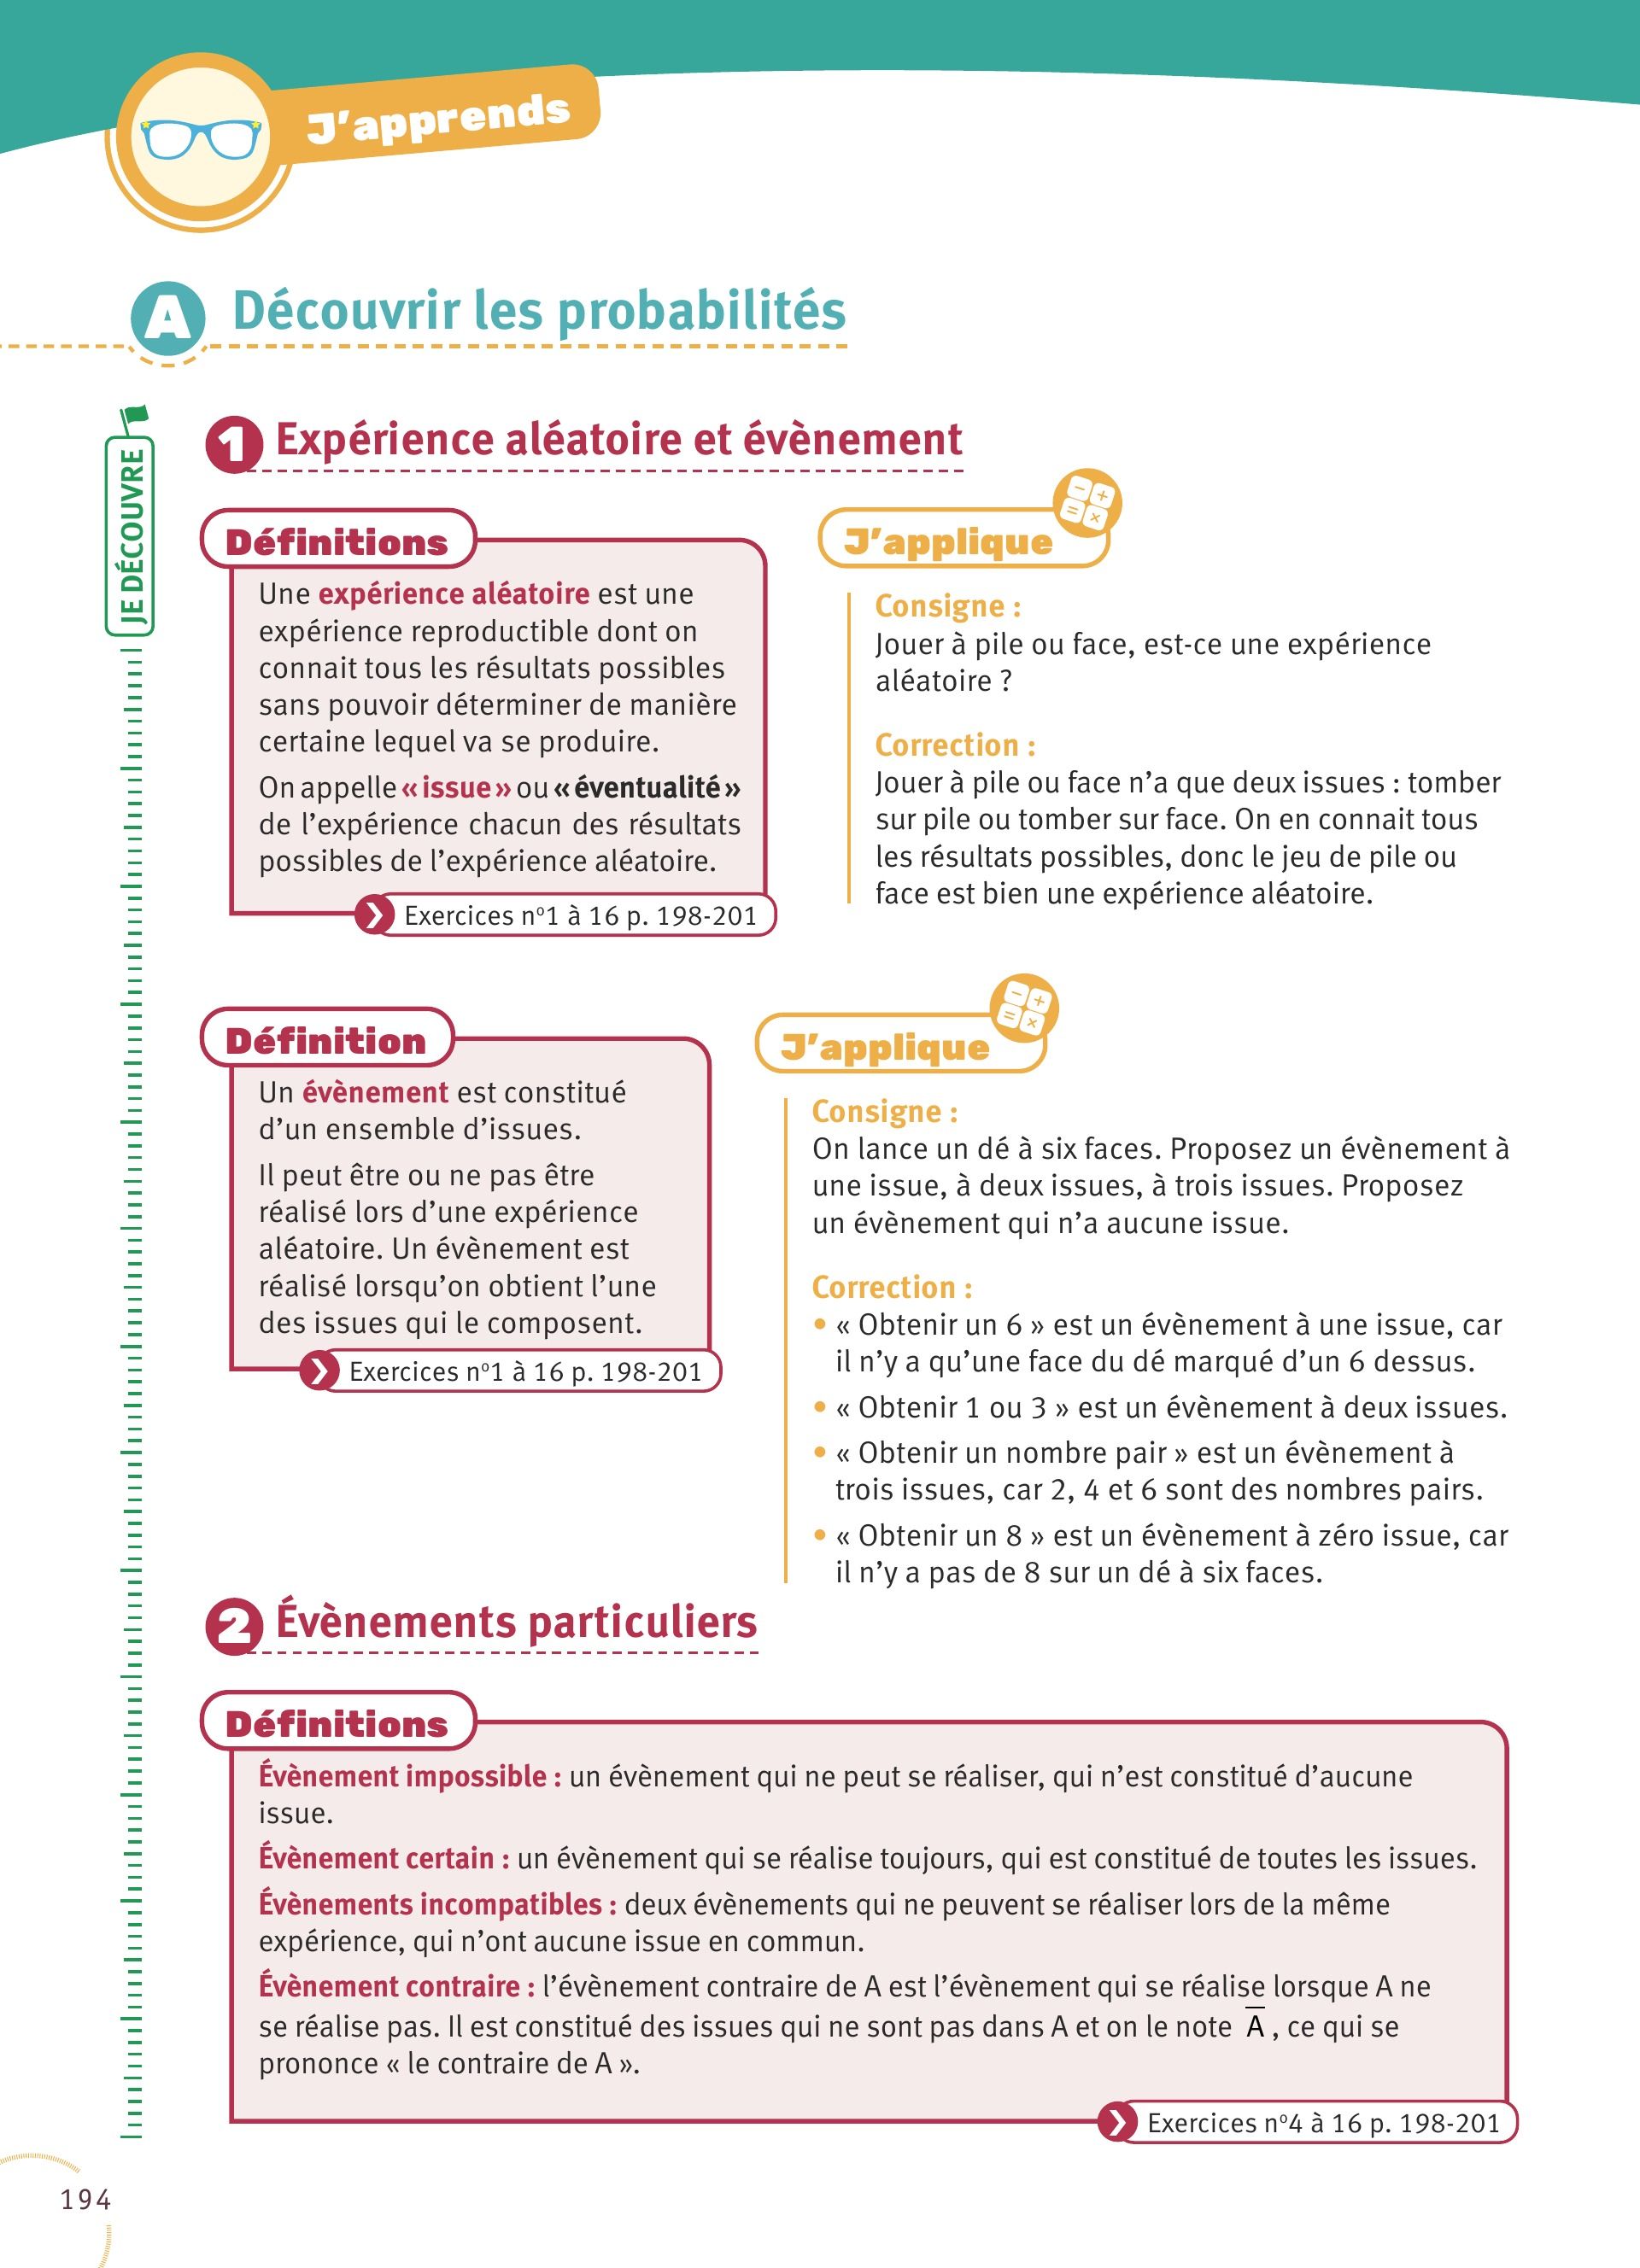 J'apprends
A Découvrir les probabilités
JE DÉCOUVRE
1 Expérience aléatoire et évènement
Définitions
Une expérience aléatoire est une
expérience reproductible dont on
connait tous les résultats possibles
sans pouvoir déterminer de manière
certaine lequel va se produire.
On appelle « issue » ou « éventualité »
de l'expérience chacun des résultats
possibles de l'expérience aléatoire.
Exercices nº1 à 16 p. 198-201
J'applique
Consigne :
Jouer à pile ou face, est-ce une expérience
aléatoire ?
Correction :
Jouer à pile ou face n'a que deux issues : tomber
sur pile ou tomber sur face. On en connait tous
les résultats possibles, donc le jeu de pile ou
face est bien une expérience aléatoire.
Définition
Un évènement est constitué
d'un ensemble d'issues.
Il peut être ou ne pas être
réalisé lors d'une expérience
aléatoire. Un évènement est
réalisé lorsqu'on obtient l'une
des issues qui le composent.
Exercices nº1 à 16 p. 198-201
J'applique
Consigne :
On lance un dé à six faces. Proposez un évènement à
une issue, à deux issues, à trois issues. Proposez
un évènement qui n'a aucune issue.
Correction :
• « Obtenir un 6 » est un évènement à une issue, car
il n'y a qu'une face du dé marqué d'un 6 dessus.
• « Obtenir 1 ou 3 » est un évènement à deux issues.
• « Obtenir un nombre pair » est un évènement à
trois issues, car 2, 4 et 6 sont des nombres pairs.
• « Obtenir un 8 » est un évènement à zéro issue, car
il n'y a pas de 8 sur un dé à six faces.
2 Évènements particuliers
Définitions
Évènement impossible : un évènement qui ne peut se réaliser, qui n'est constitué d'aucune
issue.
Évènement certain : un évènement qui se réalise toujours, qui est constitué de toutes les issues.
Évènements incompatibles : deux évènements qui ne peuvent se réaliser lors de la même
expérience, qui n'ont aucune issue en commun.
Évènement contraire : l'évènement contraire de A est l'évènement qui se réalise lorsque A ne
se réalise pas. Il est constitué des issues qui ne sont pas dans A et on le note A̅ , ce qui se
prononce « le contraire de A ».
Exercices nº4 à 16 p. 198-201
194